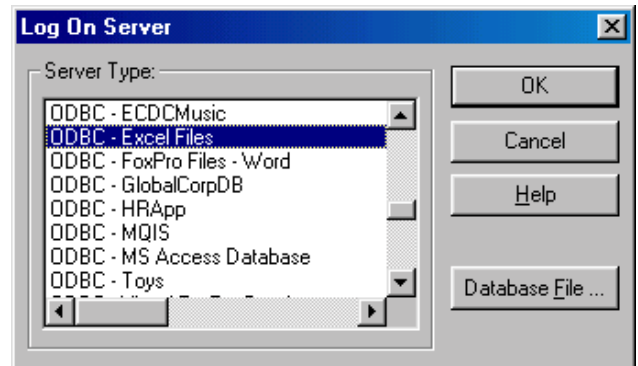 Log On Server
Server Type:
ODBC - ECDCMusic
ODBC - Excel Files
ODBC - FoxPro Files - Word
ODBC - GlobalCorpDB
ODBC - HRApp
ODBC - MQIS
ODBC - MS Access Database
ODBC - Toys
OK
Cancel
Help
Database File ...